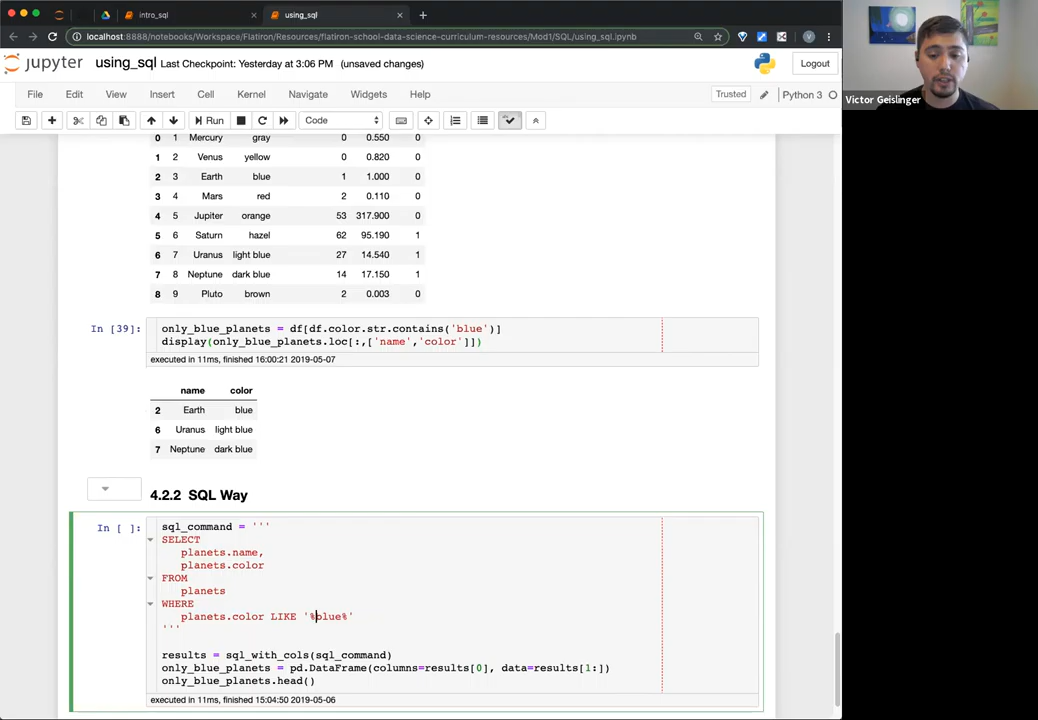 intro_sql
using_sql
localhost:8888/notebooks/Workspace/Flatiron/Resources/flatiron-school-data-science-curriculum-resources/Mod1/SQL/using_sql.ipynb
jupyter using_sql Last Checkpoint: Yesterday at 3:06 PM (unsaved changes)
Logout
File Edit View Insert Cell Kernel Navigate Widgets Help
Trusted
Python 3
Run
Code
Victor Geislinger
0 1 Mercury gray 0 0.550 0
1 2 Venus yellow 0 0.820 0
2 3 Earth blue 1 1.000 0
3 4 Mars red 2 0.110 0
4 5 Jupiter orange 53 317.900 0
5 6 Saturn hazel 62 95.190 1
6 7 Uranus light blue 27 14.540 1
7 8 Neptune dark blue 14 17.150 1
8 9 Pluto brown 2 0.003 0
In [39]:
only_blue_planets = df[df.color.str.contains('blue')]
display(only_blue_planets.loc[:,['name','color']])
executed in 11ms, finished 16:00:21 2019-05-07
name color
2 Earth blue
6 Uranus light blue
7 Neptune dark blue
4.2.2 SQL Way
In [ ]:
sql_command = '''
SELECT
planets.name,
planets.color
FROM
planets
WHERE
planets.color LIKE '%blue%'
'''
results = sql_with_cols(sql_command)
only_blue_planets = pd.DataFrame(columns=results[0], data=results[1:])
only_blue_planets.head()
executed in 11ms, finished 15:04:50 2019-05-06